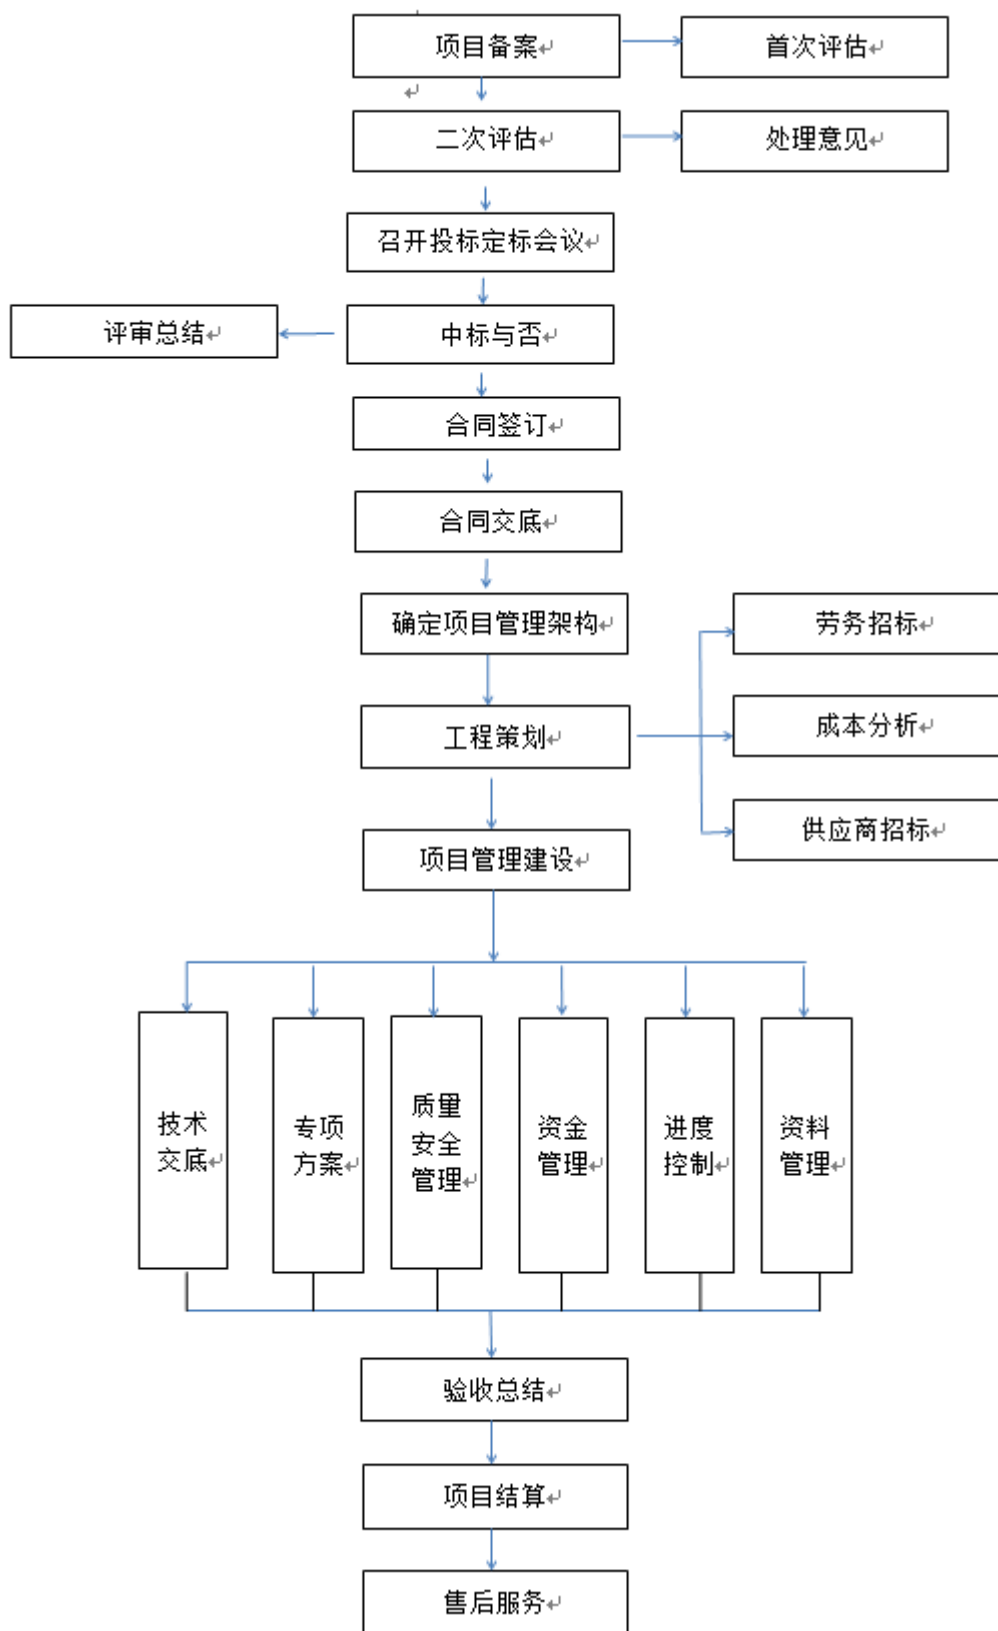 项目备案
首次评估
二次评估
处理意见
召开投标定标会议
评审总结
中标与否
合同签订
合同交底
确定项目管理架构
劳务招标
工程策划
成本分析
供应商招标
项目管理建设
技术
交底
专项
方案
质量
安全
管理
资金
管理
进度
控制
资料
管理
验收总结
项目结算
售后服务